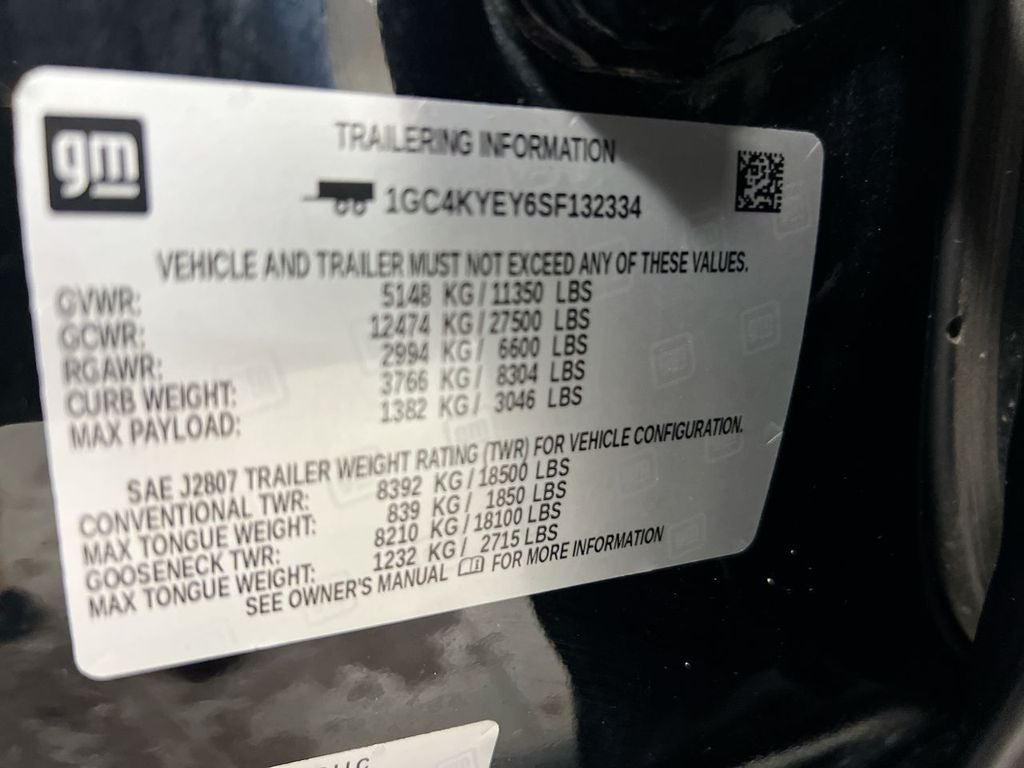 gm
TRAILERING INFORMATION
1GC4KYEY6SF132334
VEHICLE AND TRAILER MUST NOT EXCEED ANY OF THESE VALUES.
GVWR: 5148 KG/11350 LBS
GCWR: 12474 KG/27500 LBS
RGAWR: 2994 KG/ 6600 LBS
CURB WEIGHT: 3766 KG/ 8304 LBS
MAX PAYLOAD: 1382 KG/ 3046 LBS
SAE J2807 TRAILER WEIGHT RATING (TWR) FOR VEHICLE CONFIGURATION.
CONVENTIONAL TWR: 8392 KG/18500 LBS
MAX TONGUE WEIGHT: 839 KG/ 1850 LBS
GOOSENECK TWR: 8210 KG/18100 LBS
MAX TONGUE WEIGHT: 1232 KG/ 2715 LBS
SEE OWNER'S MANUAL FOR MORE INFORMATION